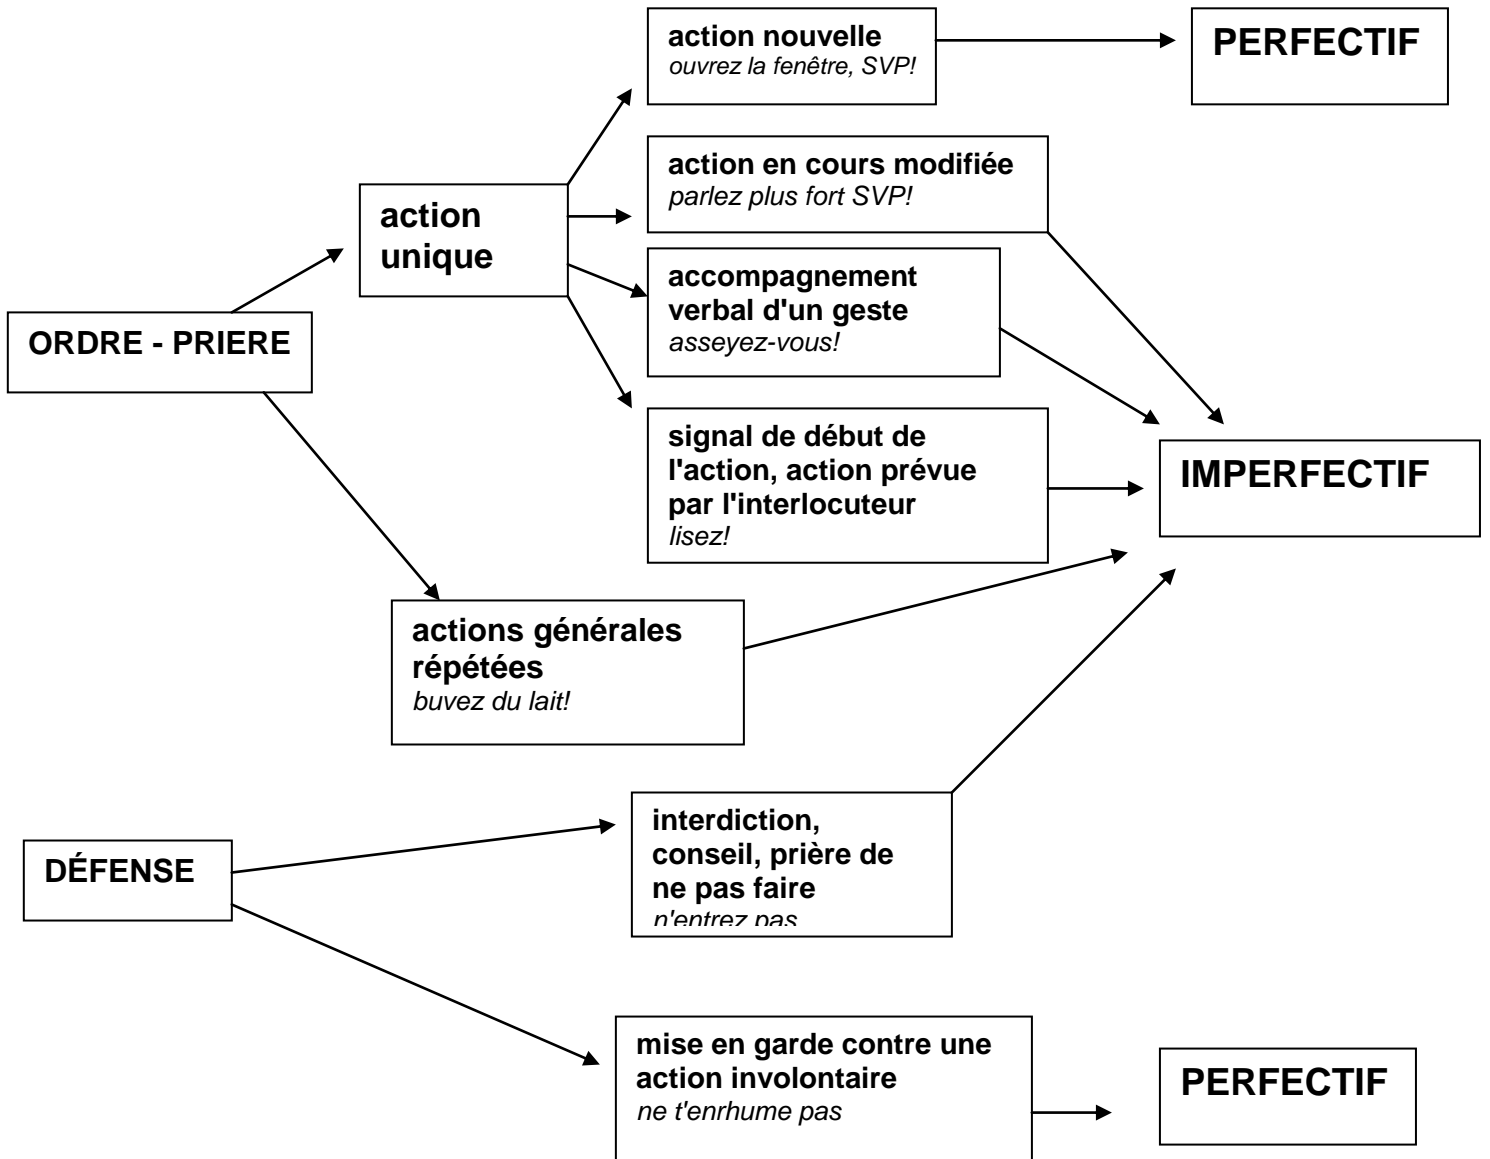 action nouvelle
ouvrez la fenêtre, SVP!
PERFECTIF
action en cours modifiée
parlez plus fort SVP!
action
unique
accompagnement
verbal d'un geste
asseyez-vous!
ORDRE - PRIERE
signal de début de
l'action, action prévue
par l'interlocuteur
lisez!
IMPERFECTIF
actions générales
répétées
buvez du lait!
interdiction,
conseil, prière de
ne pas faire
n'entrez pas
DÉFENSE
mise en garde contre une
action involontaire
ne t'enrhume pas
PERFECTIF